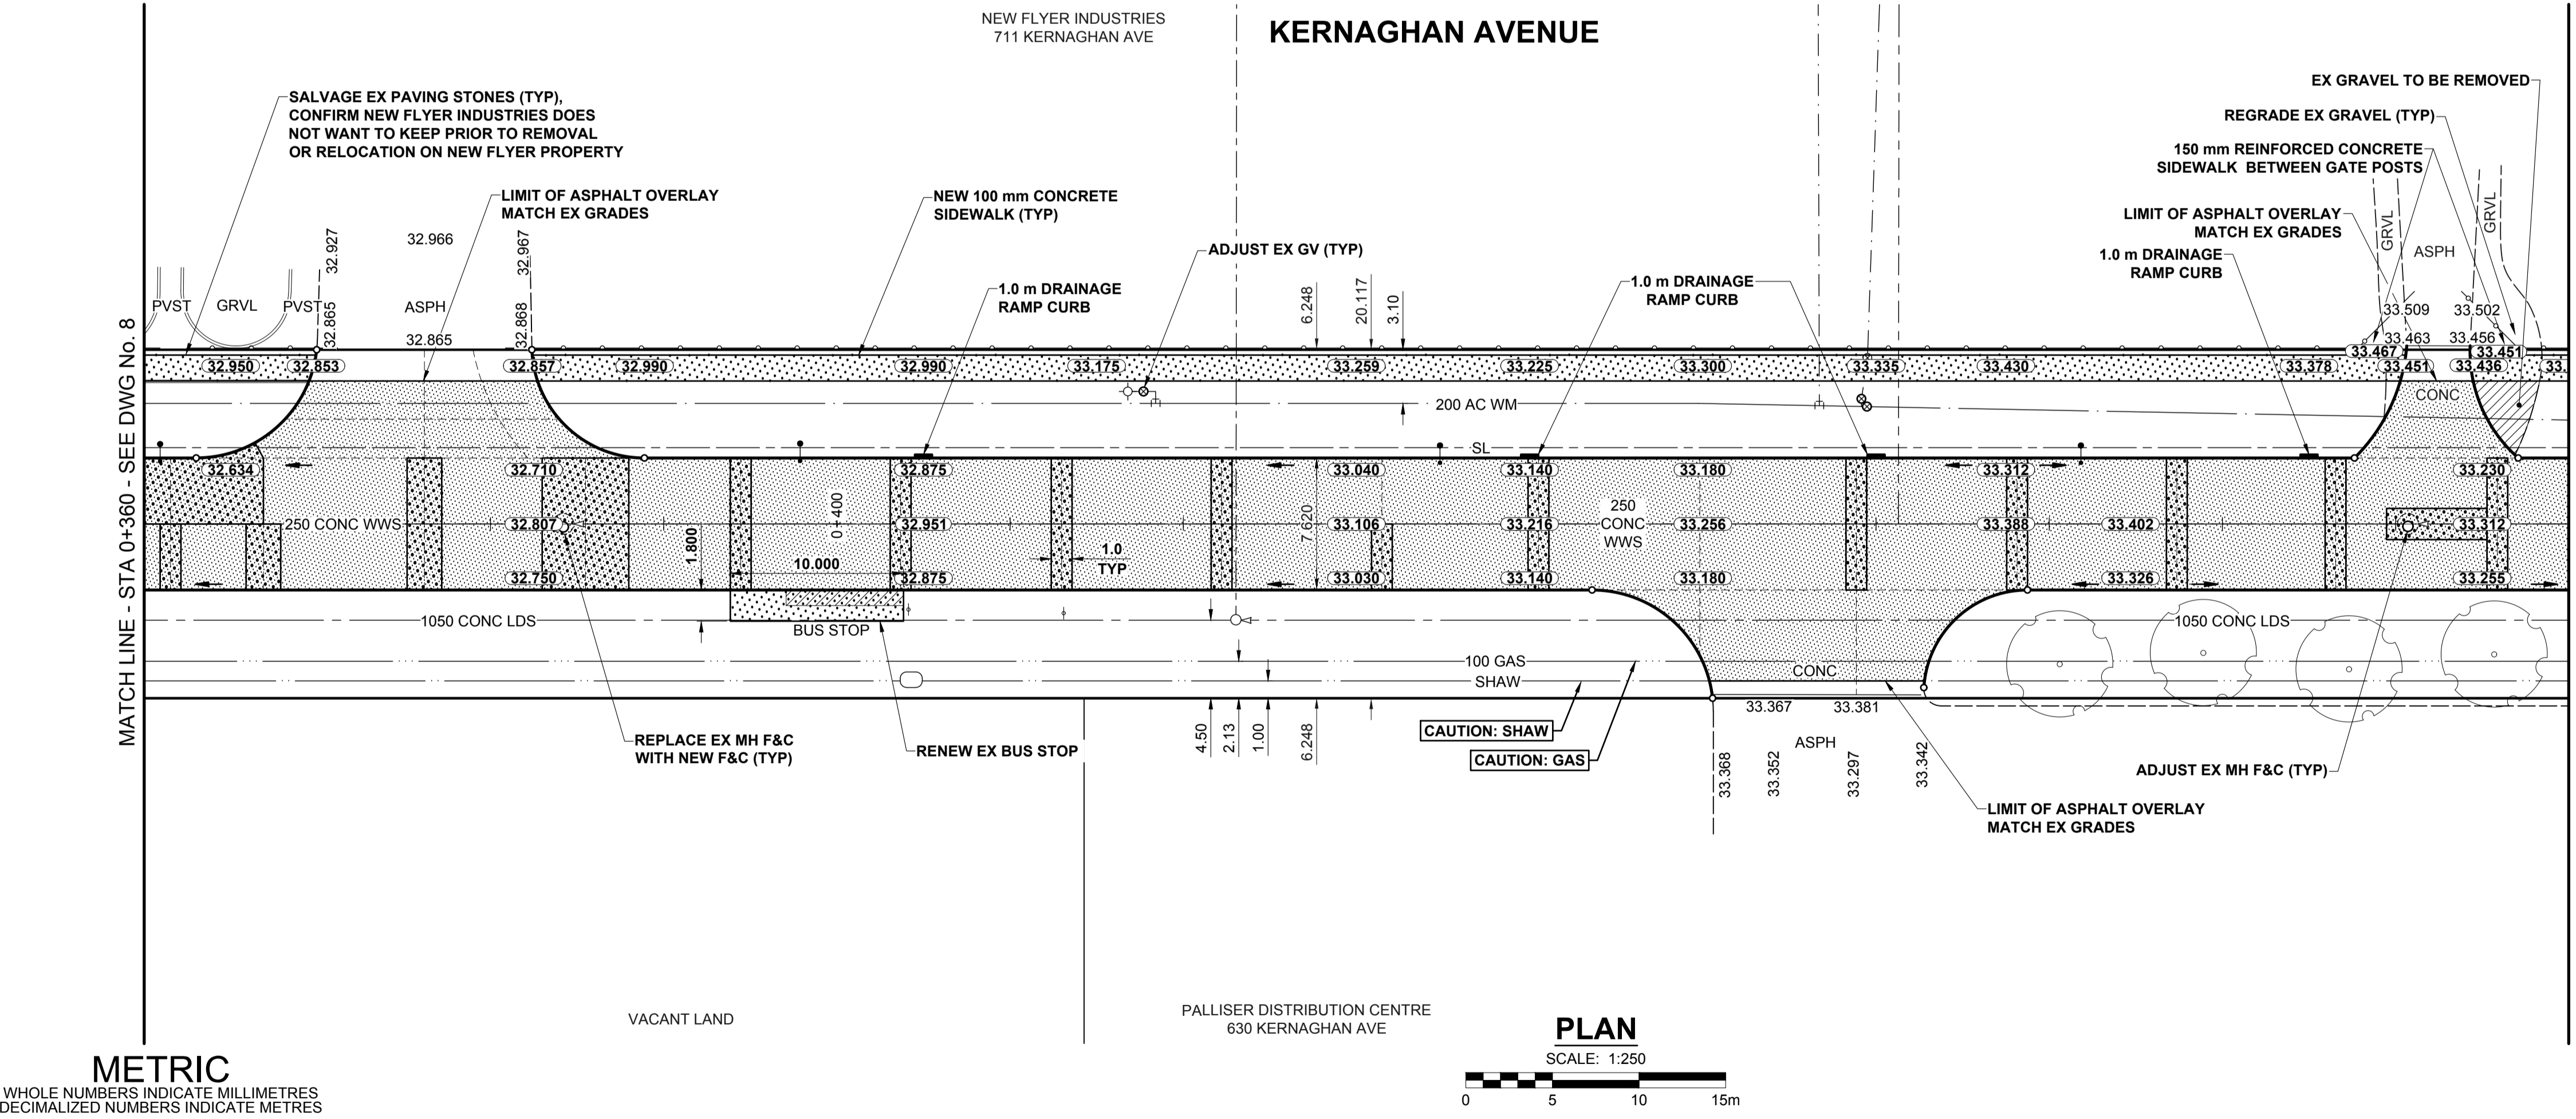 NEW FLYER INDUSTRIES
711 KERNAGHAN AVE
KERNAGHAN AVENUE
SALVAGE EX PAVING STONES (TYP),
CONFIRM NEW FLYER INDUSTRIES DOES
NOT WANT TO KEEP PRIOR TO REMOVAL
OR RELOCATION ON NEW FLYER PROPERTY
LIMIT OF ASPHALT OVERLAY
MATCH EX GRADES
NEW 100 mm CONCRETE
SIDEWALK (TYP)
ADJUST EX GV (TYP)
1.0 m DRAINAGE
RAMP CURB
1.0 m DRAINAGE
RAMP CURB
EX GRAVEL TO BE REMOVED
REGRADE EX GRAVEL (TYP)
150 mm REINFORCED CONCRETE
SIDEWALK BETWEEN GATE POSTS
LIMIT OF ASPHALT OVERLAY
MATCH EX GRADES
1.0 m DRAINAGE
RAMP CURB
32.927
32.966
32.967
PVST
GRVL
PVST
32.865
ASPH
32.865
32.868
6.248
20.117
3.10
GRVL
ASPH
GRVL
33.509
33.502
33.463
33.456
33.467
33.451
32.950
32.853
32.857
32.990
32.990
33.175
33.259
33.225
33.300
33.335
33.430
33.378
33.451
33.436
33.
CONC
200 AC WM
SL
MATCH LINE - STA 0+360 - SEE DWG No. 8
32.634
32.710
32.875
33.040
33.140
33.180
33.312
33.230
250 CONC WWS
32.807
0+400
32.951
7.620
33.106
33.216
250
CONC
WWS
33.256
33.388
33.402
33.312
1.800
10.000
1.0
TYP
32.750
32.875
33.030
33.140
33.180
33.326
33.255
1050 CONC LDS
BUS STOP
1050 CONC LDS
100 GAS
SHAW
CONC
33.367
33.381
4.50
2.13
1.00
6.248
CAUTION: SHAW
CAUTION: GAS
ASPH
33.368
33.352
33.297
33.342
REPLACE EX MH F&C
WITH NEW F&C (TYP)
RENEW EX BUS STOP
ADJUST EX MH F&C (TYP)
LIMIT OF ASPHALT OVERLAY
MATCH EX GRADES
VACANT LAND
PALLISER DISTRIBUTION CENTRE
630 KERNAGHAN AVE
PLAN
SCALE: 1:250
0 5 10 15m
METRIC
WHOLE NUMBERS INDICATE MILLIMETRES
DECIMALIZED NUMBERS INDICATE METRES